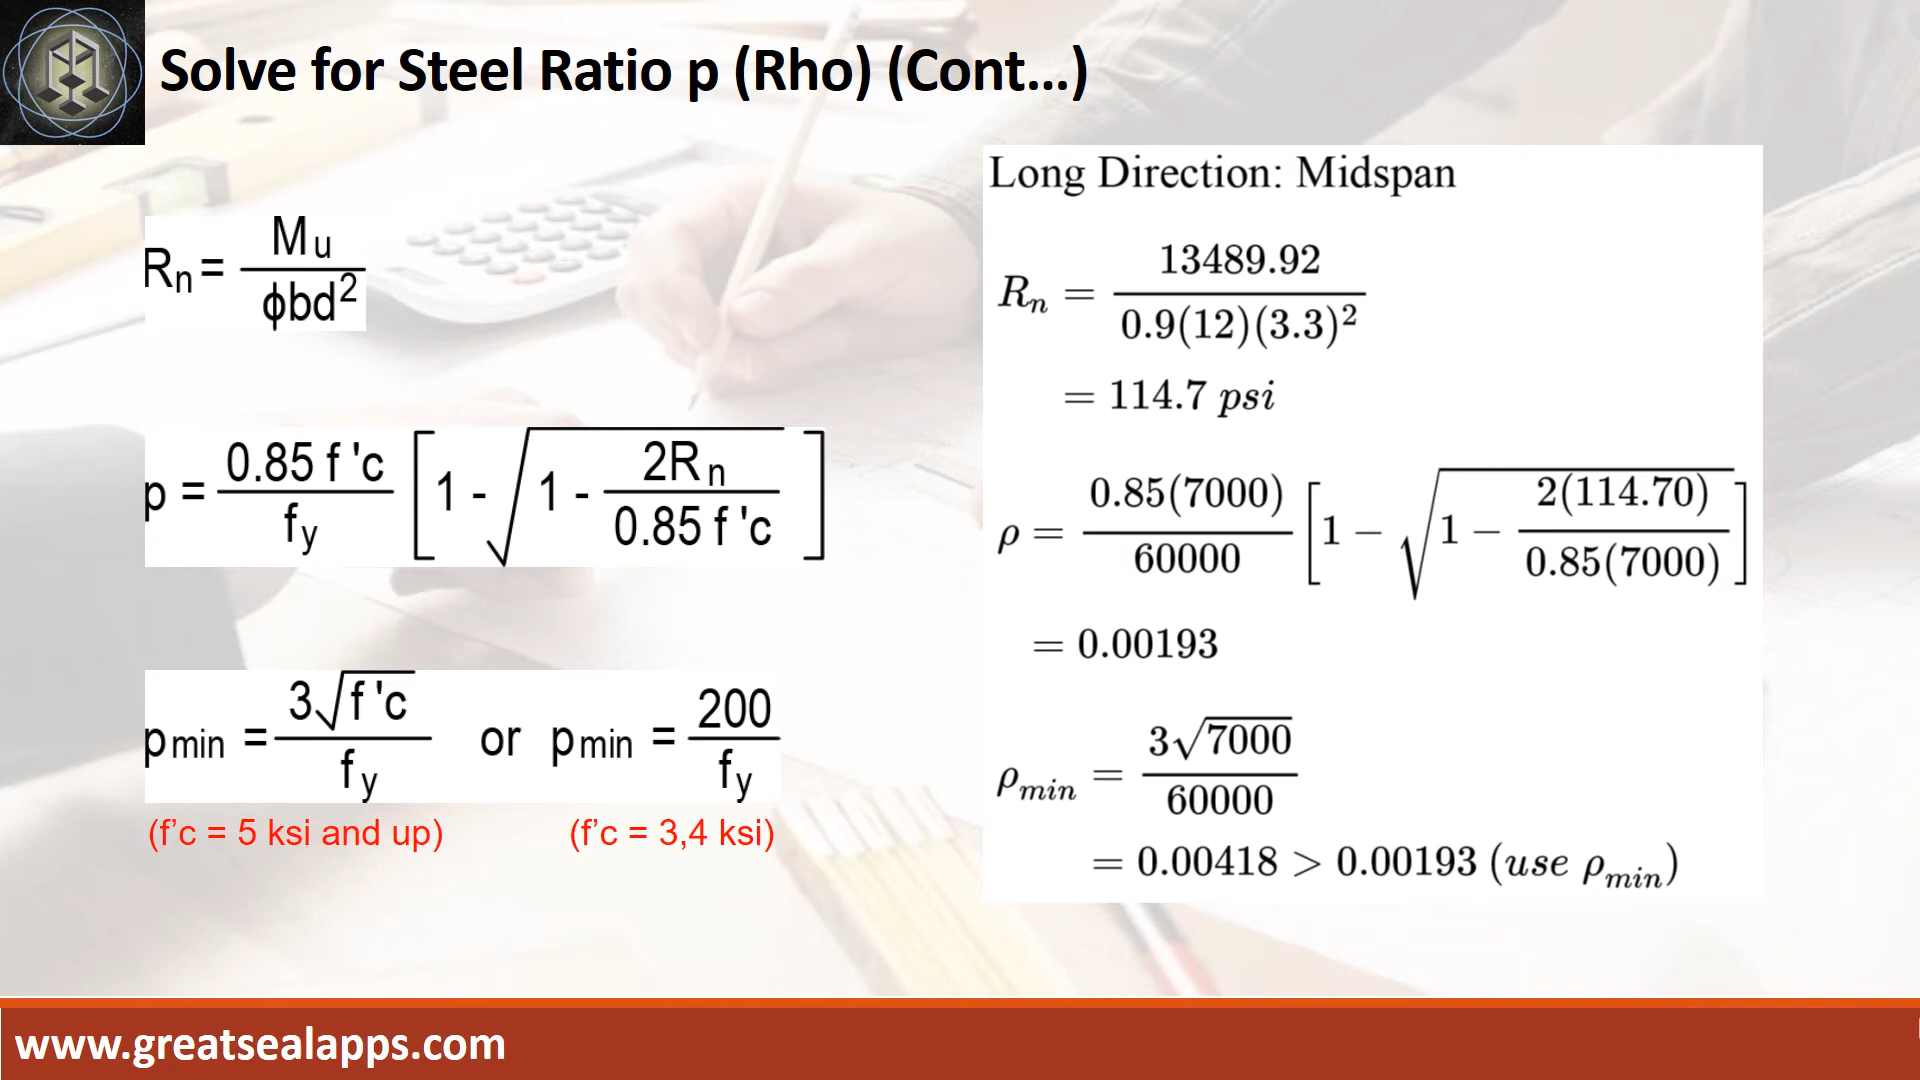 Solve for Steel Ratio p (Rho) (Cont...)
Rn = Mu / ϕbd²
p = 0.85 f 'c / fy [1 - √(1 - 2Rn / 0.85 f 'c)]
pmin = 3√f 'c / fy or pmin = 200 / fy
(f’c = 5 ksi and up) (f’c = 3,4 ksi)
Long Direction: Midspan
Rn = 13489.92 / 0.9(12)(3.3)²
= 114.7 psi
ρ = 0.85(7000) / 60000 [1 − √(1 − 2(114.70) / 0.85(7000))]
= 0.00193
ρmin = 3√7000 / 60000
= 0.00418 > 0.00193 (use ρmin)
www.greatsealapps.com